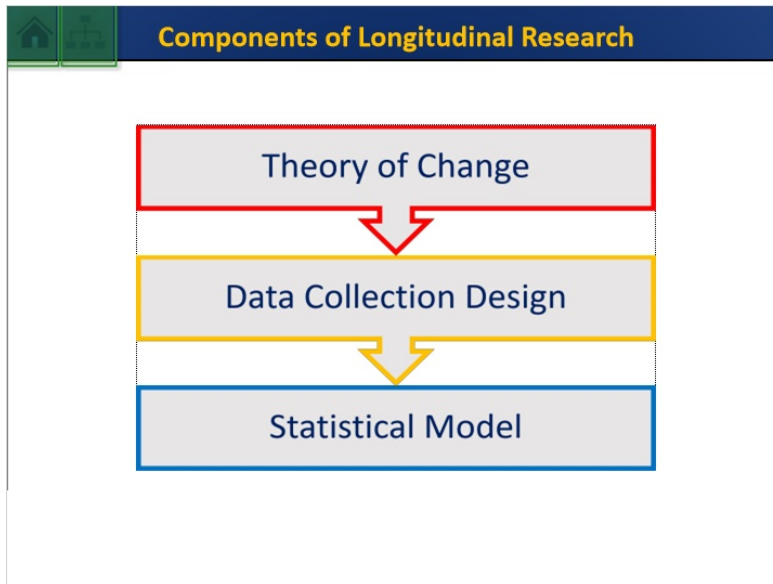 Components of Longitudinal Research
Theory of Change
Data Collection Design
Statistical Model